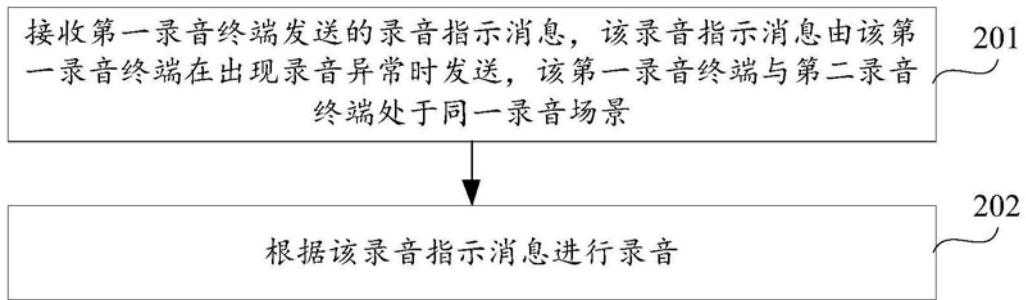 接收第一录音终端发送的录音指示消息，该录音指示消息由该第
一录音终端在出现录音异常时发送，该第一录音终端与第二录音
终端处于同一录音场景
201
根据该录音指示消息进行录音
202